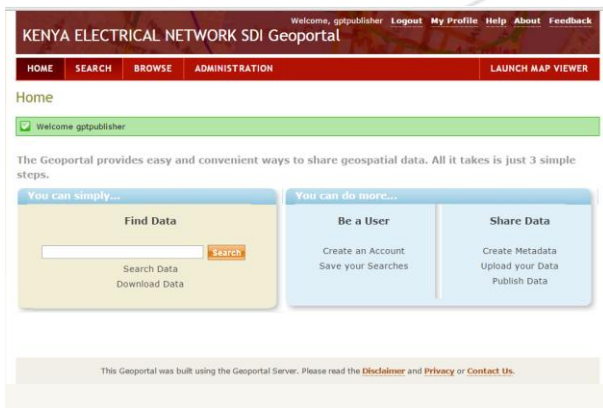 Welcome, gptpublisher Logout My Profile Help About Feedback
KENYA ELECTRICAL NETWORK SDI Geoportal
HOME SEARCH BROWSE ADMINISTRATION LAUNCH MAP VIEWER
Home
Welcome gptpublisher
The Geoportal provides easy and convenient ways to share geospatial data. All it takes is just 3 simple
steps.
You can simply...
Find Data
Search
Search Data
Download Data
You can do more...
Be a User
Create an Account
Save your Searches
Share Data
Create Metadata
Upload your Data
Publish Data
This Geoportal was built using the Geoportal Server. Please read the Disclaimer and Privacy or Contact Us.